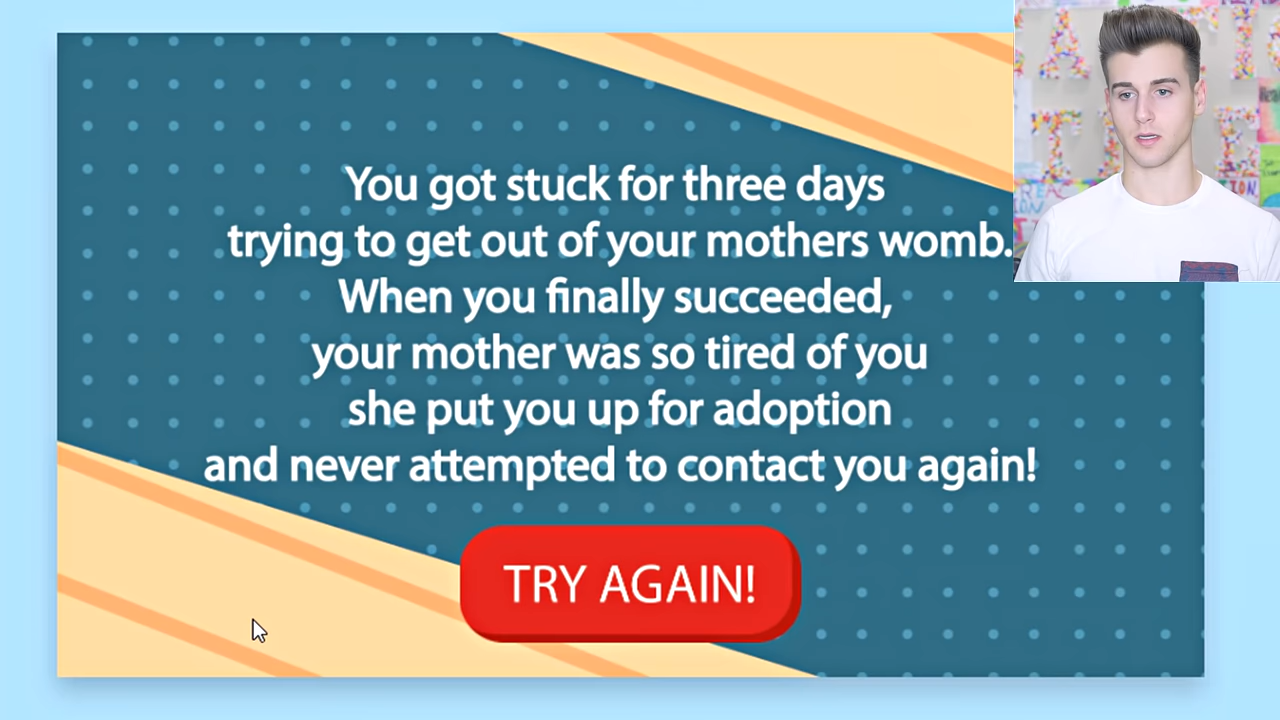 You got stuck for three days
trying to get out of your mothers womb.
When you finally succeeded,
your mother was so tired of you
she put you up for adoption
and never attempted to contact you again!
TRY AGAIN!